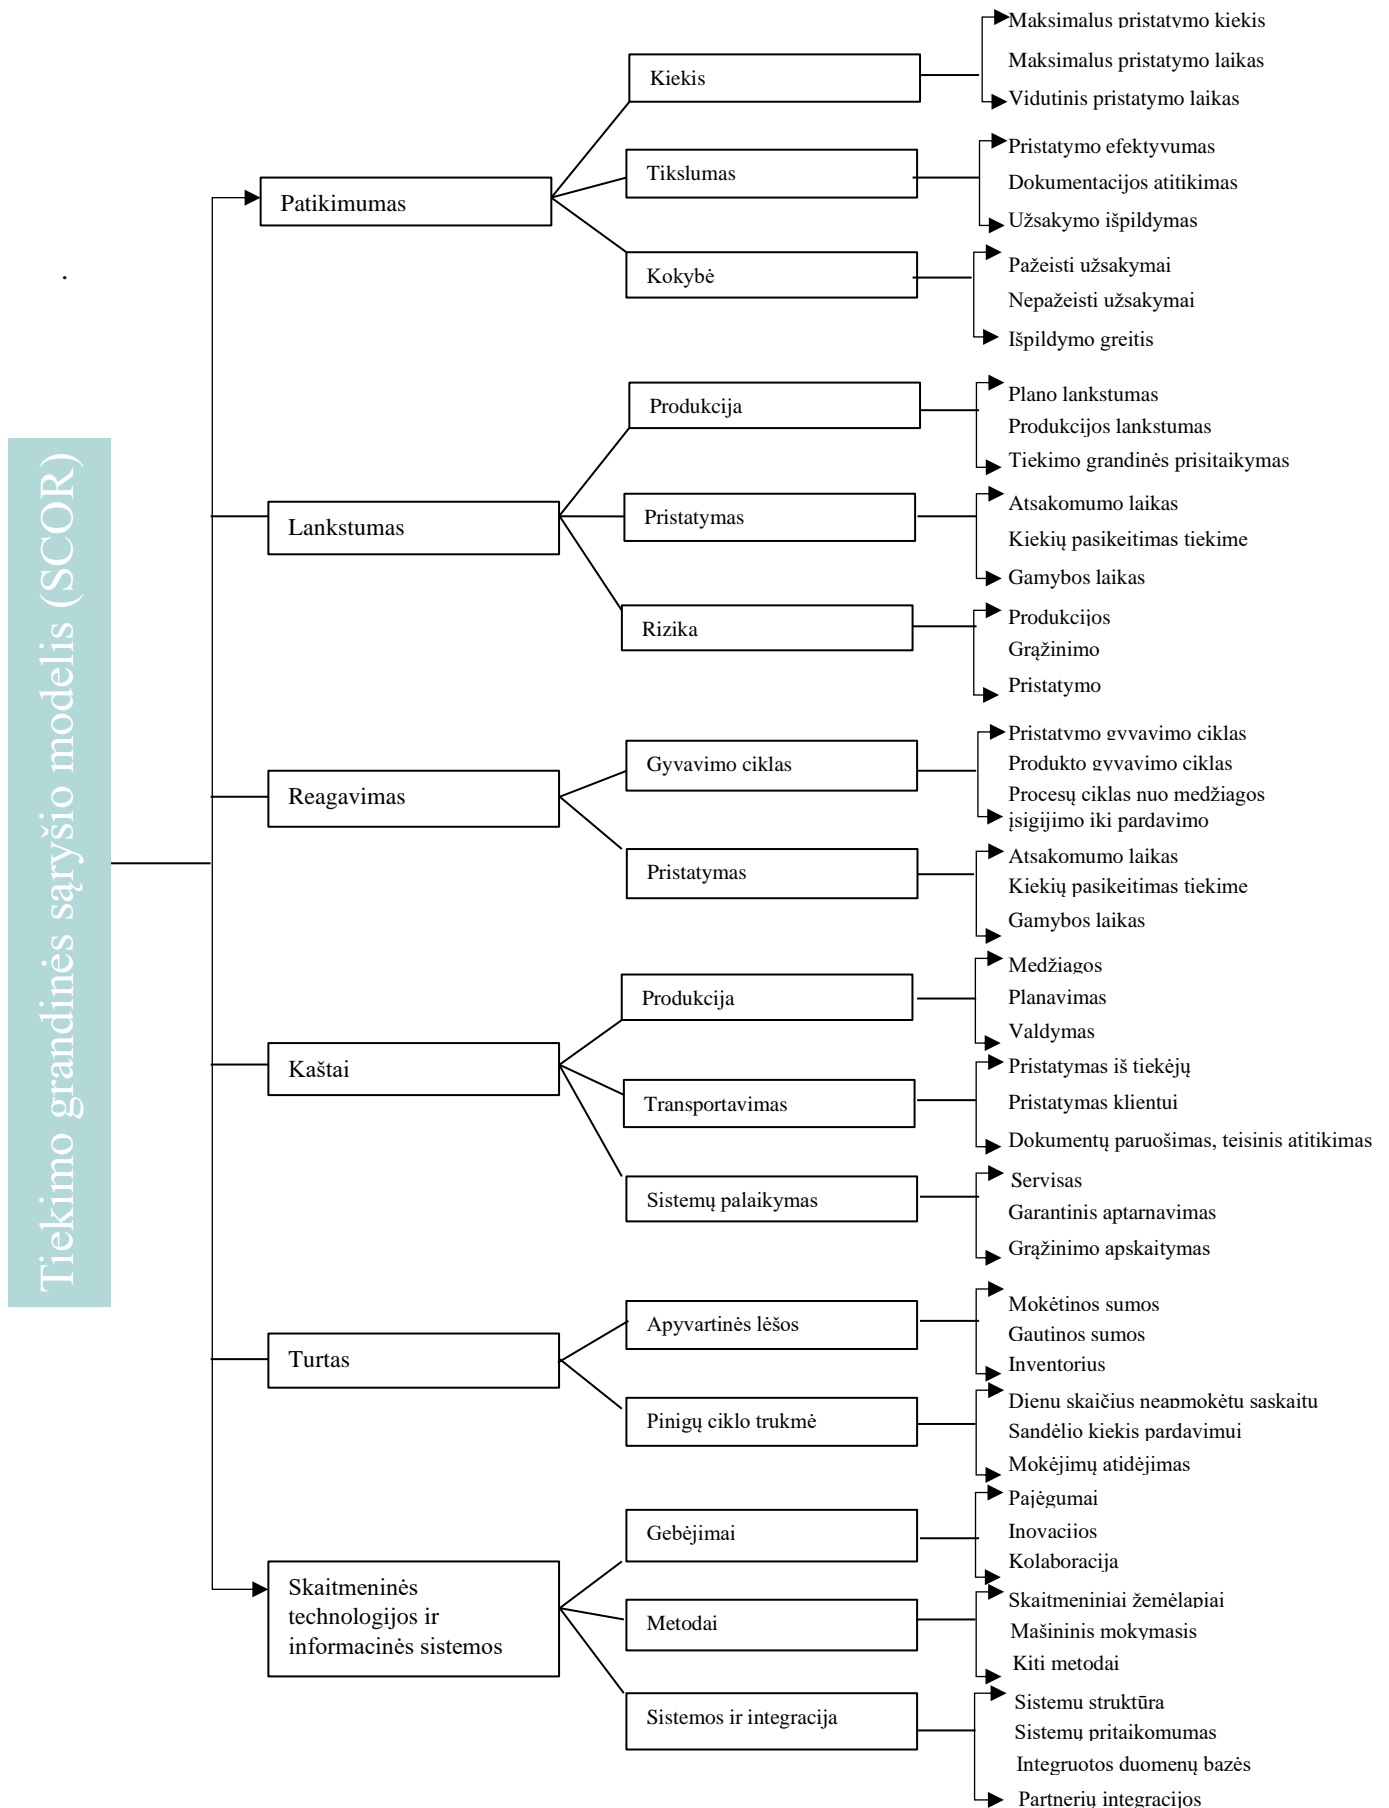 Tiekimo grandinės sąryšio modelis (SCOR)
.
Patikimumas
Kiekis
Maksimalus pristatymo kiekis
Maksimalus pristatymo laikas
Vidutinis pristatymo laikas
Tikslumas
Pristatymo efektyvumas
Dokumentacijos atitikimas
Užsakymo išpildymas
Kokybė
Pažeisti užsakymai
Nepažeisti užsakymai
Išpildymo greitis
Lankstumas
Produkcija
Plano lankstumas
Produkcijos lankstumas
Tiekimo grandinės prisitaikymas
Pristatymas
Atsakomumo laikas
Kiekių pasikeitimas tiekime
Gamybos laikas
Rizika
Produkcijos
Grąžinimo
Pristatymo
Reagavimas
Gyvavimo ciklas
Pristatymo gyvavimo ciklas
Produkto gyvavimo ciklas
Procesų ciklas nuo medžiagos
įsigijimo iki pardavimo
Pristatymas
Atsakomumo laikas
Kiekių pasikeitimas tiekime
Gamybos laikas
Kaštai
Produkcija
Medžiagos
Planavimas
Valdymas
Transportavimas
Pristatymas iš tiekėjų
Pristatymas klientui
Dokumentų paruošimas, teisinis atitikimas
Sistemų palaikymas
Servisas
Garantinis aptarnavimas
Grąžinimo apskaitymas
Turtas
Apyvartinės lėšos
Mokėtinos sumos
Gautinos sumos
Inventorius
Pinigų ciklo trukmė
Dienų skaičius neapmokėtų sąskaitų
Sandėlio kiekis pardavimui
Mokėjimų atidėjimas
Skaitmeninės
technologijos ir
informacinės sistemos
Gebėjimai
Pajėgumai
Inovacijos
Kolaboracija
Metodai
Skaitmeniniai žemėlapiai
Mašininis mokymasis
Kiti metodai
Sistemos ir integracija
Sistemų struktūra
Sistemų pritaikomumas
Integruotos duomenų bazės
Partnerių integracijos